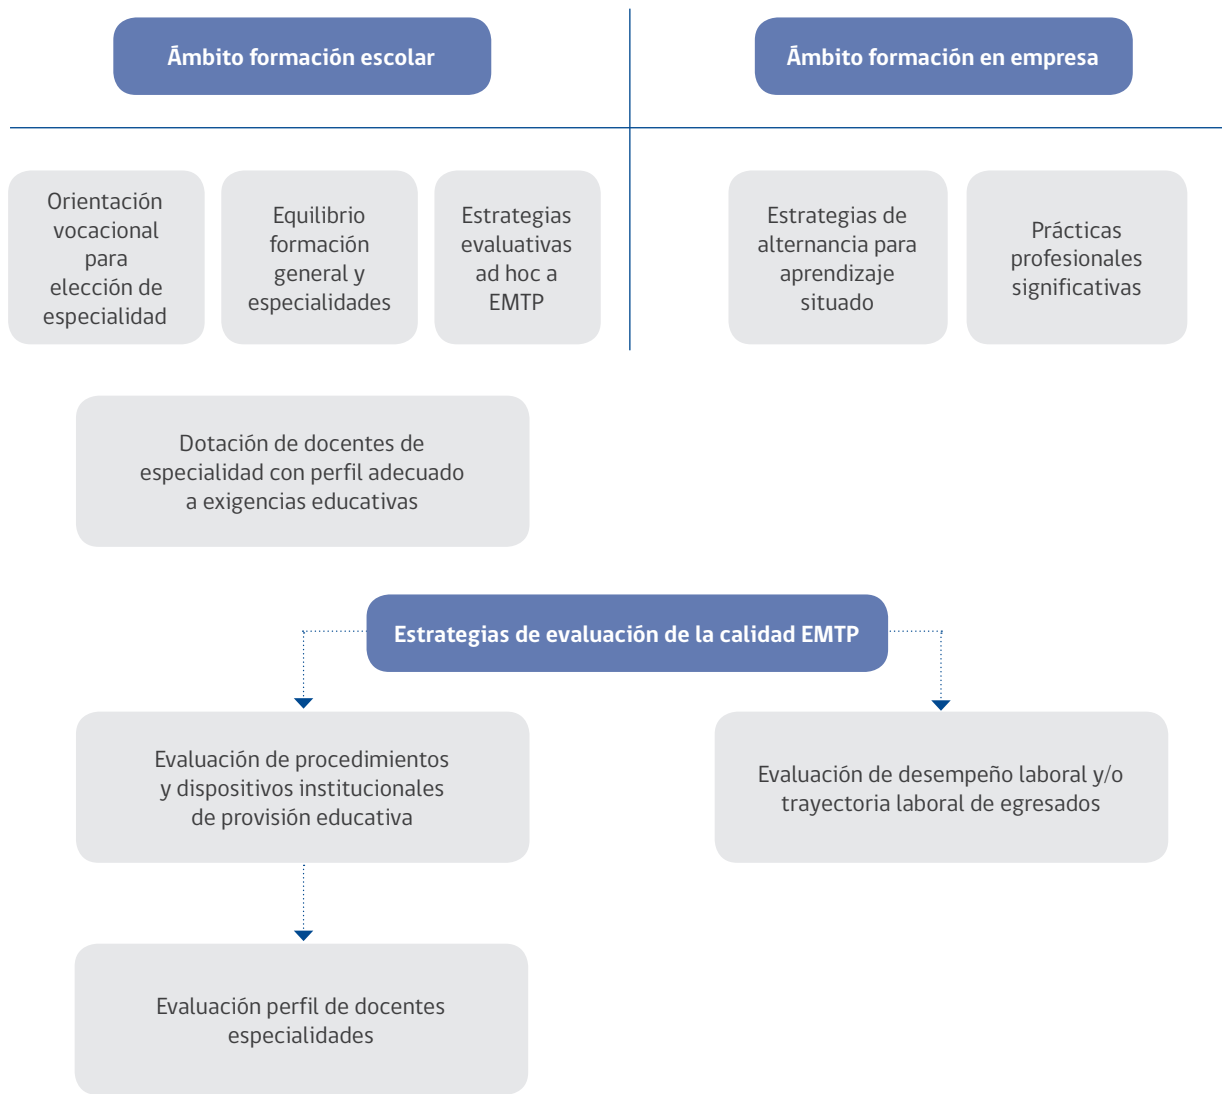 Ámbito formación escolar
Ámbito formación en empresa
Orientación
vocacional
para
elección de
especialidad
Equilibrio
formación
general y
especialidades
Estrategias
evaluativas
ad hoc a
EMTP
Estrategias de
alternancia para
aprendizaje
situado
Prácticas
profesionales
significativas
Dotación de docentes de
especialidad con perfil adecuado
a exigencias educativas
Estrategias de evaluación de la calidad EMTP
Evaluación de procedimientos
y dispositivos institucionales
de provisión educativa
Evaluación de desempeño laboral y/o
trayectoria laboral de egresados
Evaluación perfil de docentes
especialidades